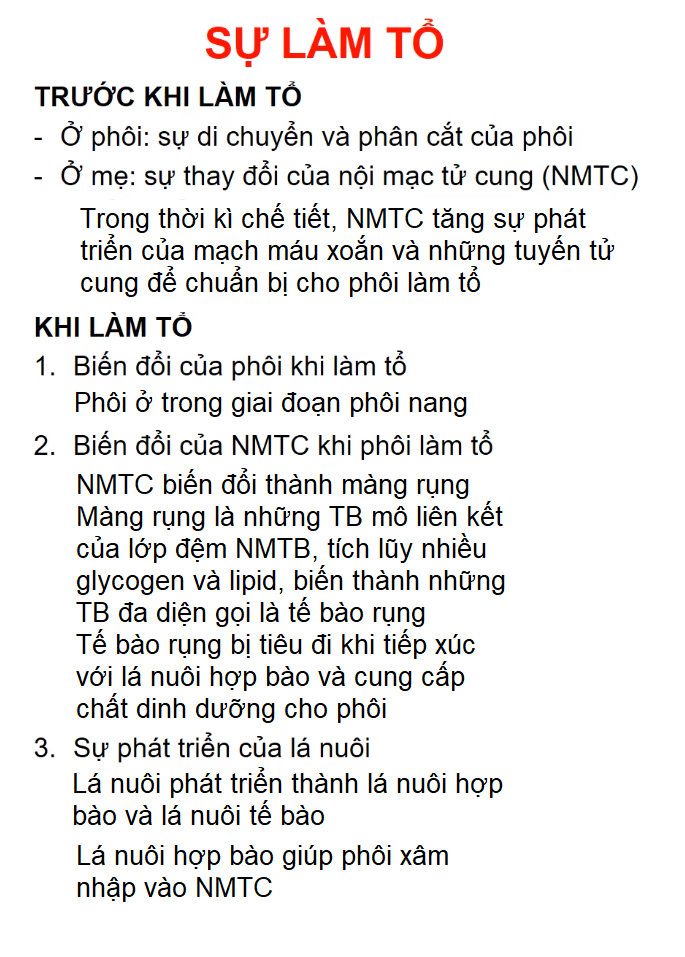 SỰ LÀM TỔ
TRƯỚC KHI LÀM TỔ
- Ở phôi: sự di chuyển và phân cắt của phôi
- Ở mẹ: sự thay đổi của nội mạc tử cung (NMTC)
Trong thời kì chế tiết, NMTC tăng sự phát
triển của mạch máu xoắn và những tuyến tử
cung để chuẩn bị cho phôi làm tổ
KHI LÀM TỔ
1. Biến đổi của phôi khi làm tổ
Phôi ở trong giai đoạn phôi nang
2. Biến đổi của NMTC khi phôi làm tổ
NMTC biến đổi thành màng rụng
Màng rụng là những TB mô liên kết
của lớp đệm NMTB, tích lũy nhiều
glycogen và lipid, biến thành những
TB đa diện gọi là tế bào rụng
Tế bào rụng bị tiêu đi khi tiếp xúc
với lá nuôi hợp bào và cung cấp
chất dinh dưỡng cho phôi
3. Sự phát triển của lá nuôi
Lá nuôi phát triển thành lá nuôi hợp
bào và lá nuôi tế bào
Lá nuôi hợp bào giúp phôi xâm
nhập vào NMTC